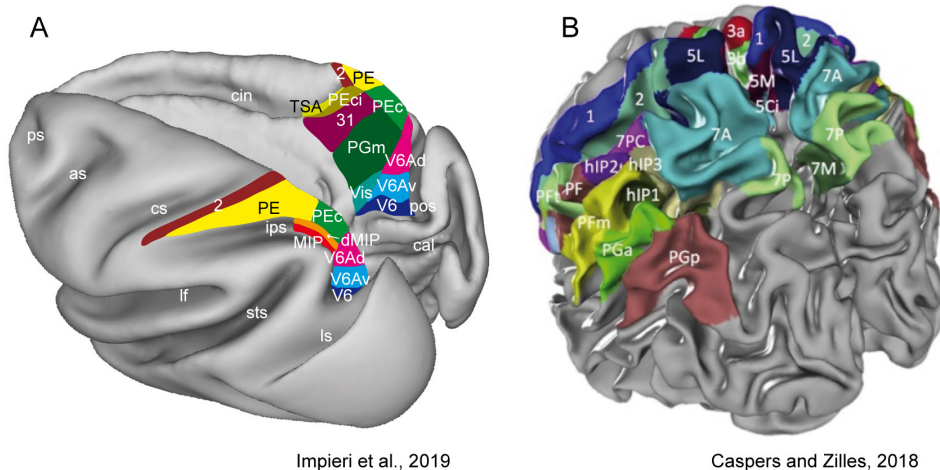 A
B
2
PE
PEci
PEc
TSA
31
cin
PGm
V6Ad
ps
as
Vis
V6Av
V6
pos
cs
2
PE
PEc
ips
MIP
dMIP
cal
V6Ad
V6Av
V6
lf
sts
ls
Impieri et al., 2019
3a
1
2
5L
3b
5L
5M
7A
5Ci
2
1
7A
7PC
7P
hIP2
hIP3
7M
PFt
PF
hIP1
7P
PFm
PGa
PGp
Caspers and Zilles, 2018